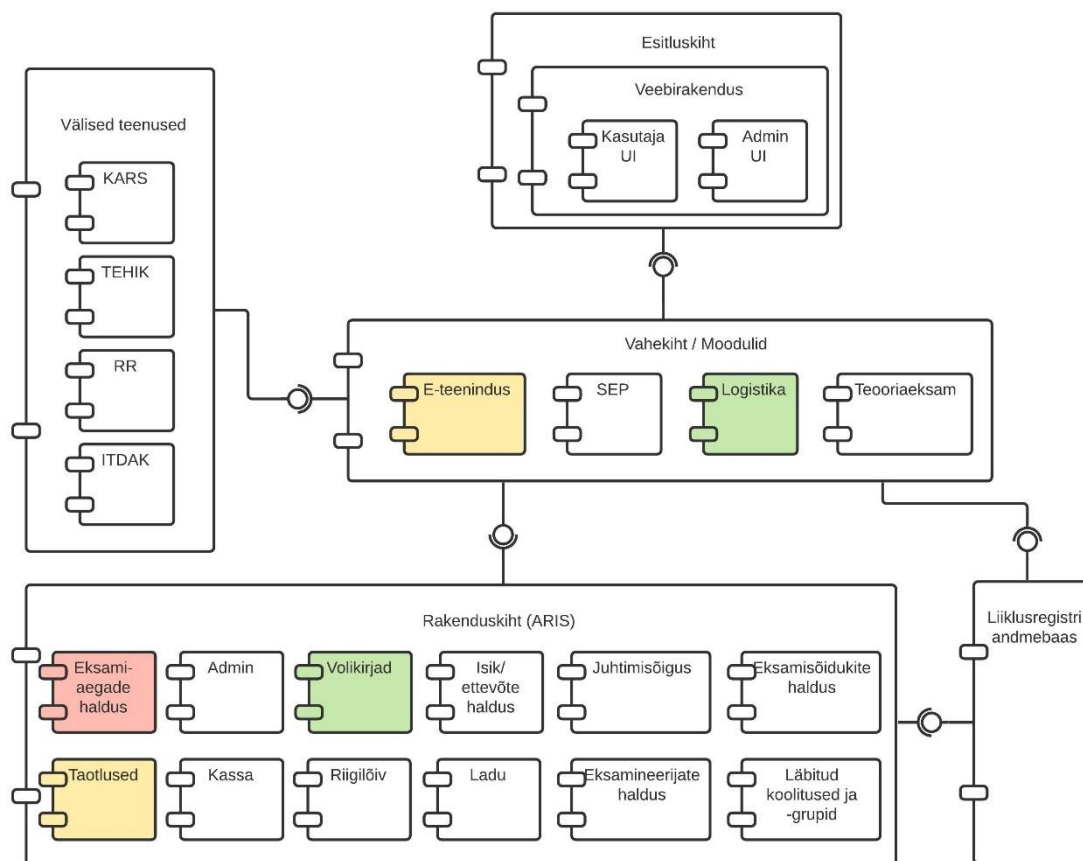 Esitluskiht
Veebirakendus
Kasutaja
UI
Admin
UI
Välised teenused
KARS
TEHIK
RR
ITDAK
Vahekiht / Moodulid
E-teenindus
SEP
Logistika
Teooriaeksam
Rakenduskiht (ARIS)
Eksami-
aegade
haldus
Admin
Volikirjad
Isik/
ettevõte
haldus
Juhtimisõigus
Eksamisõidukite
haldus
Taotlused
Kassa
Riigilõiv
Ladu
Eksamineerijate
haldus
Läbitud
koolitused ja
-grupid
Liiklusregistri
andmebaas